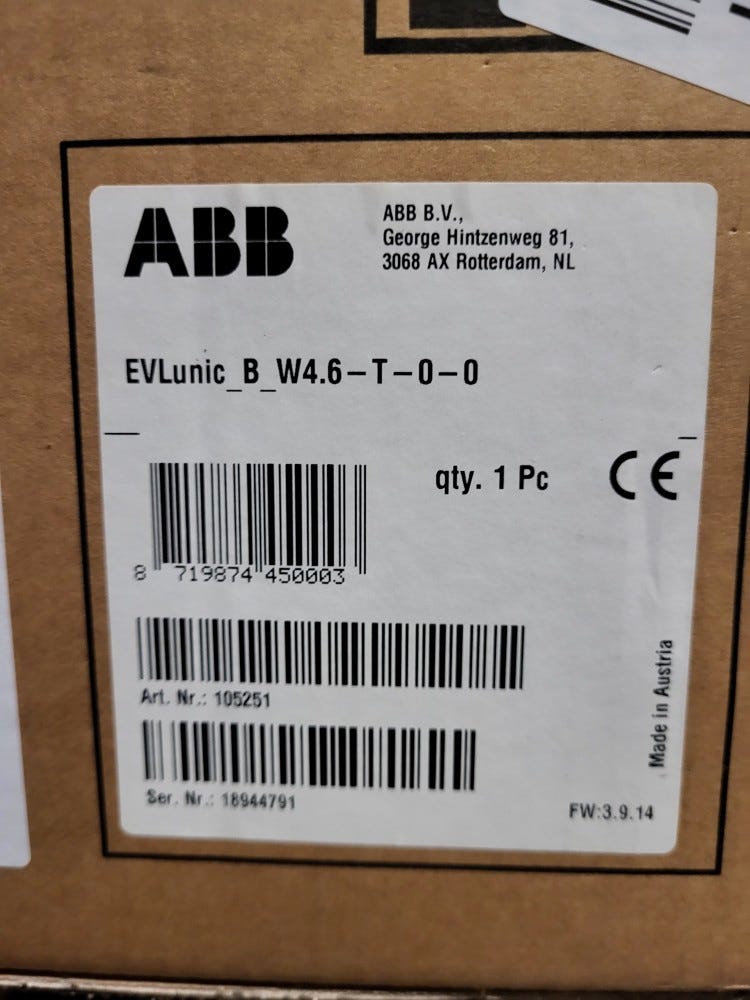 ABB
ABB B.V.,
George Hintzenweg 81,
3068 AX Rotterdam, NL
EVLunic_B_W4.6-T-0-0
qty. 1 Pc
CE
8 719874 450003
Art. Nr.: 105251
Ser. Nr.: 18944791
Made in Austria
FW:3.9.14